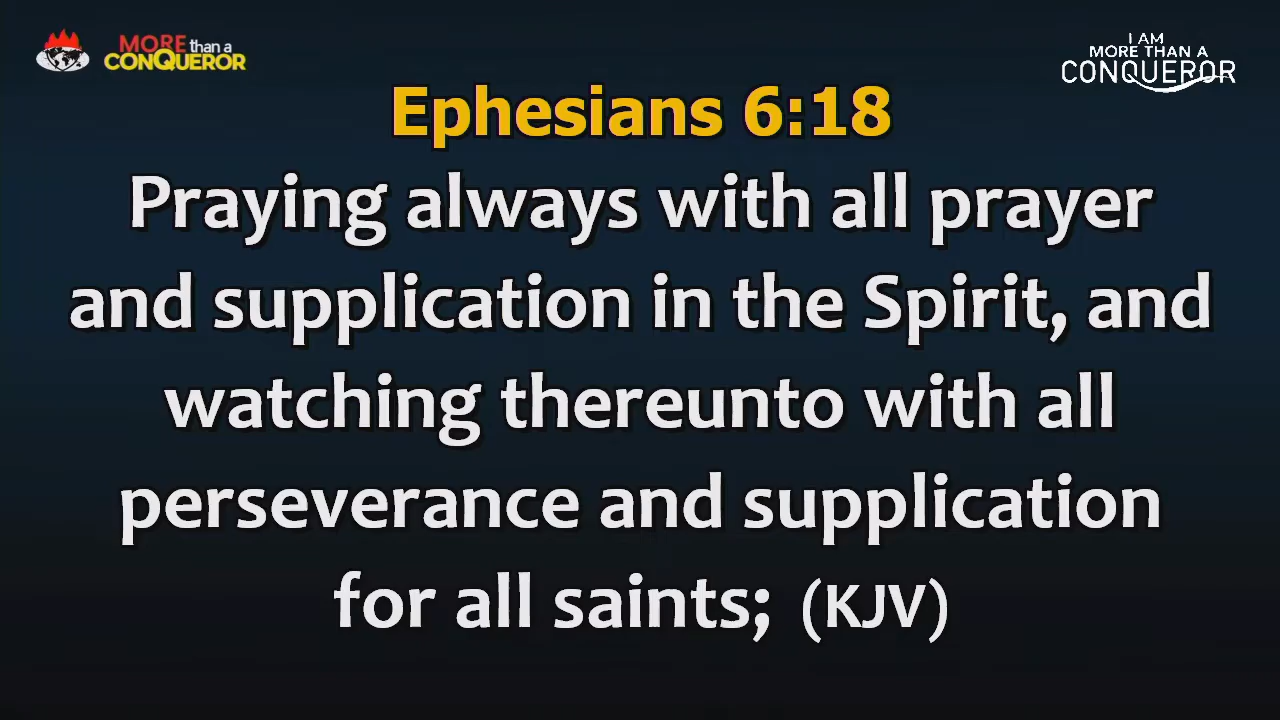 MORE than a
CONQUEROR
I AM
MORE THAN A
CONQUEROR
Ephesians 6:18
Praying always with all prayer
and supplication in the Spirit, and
watching thereunto with all
perseverance and supplication
for all saints; (KJV)